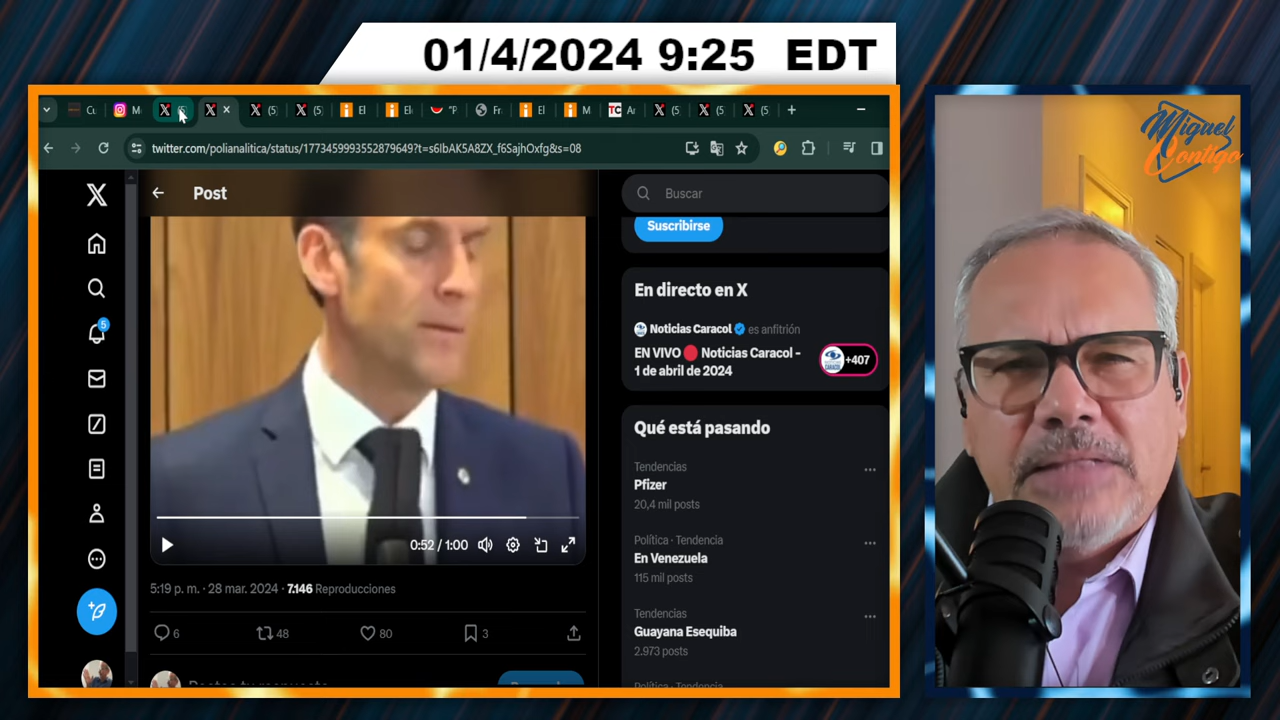 01/4/2024 9:25 EDT
Miguel
Contigo
twitter.com/polianalitica/status/1773459993552879649?t=s6IbAK5A8ZX_f6SajhOxfg&s=08
Post
Buscar
Suscribirse
En directo en X
Noticias Caracol es anfitrión
EN VIVO 🔴 Noticias Caracol -
1 de abril de 2024
+407
5
Qué está pasando
Tendencias
Pfizer
20,4 mil posts
Política · Tendencia
En Venezuela
115 mil posts
Tendencias
Guayana Esequiba
2.973 posts
0:52 / 1:00
5:19 p. m. · 28 mar. 2024 · 7.146 Reproducciones
6 48 80 3